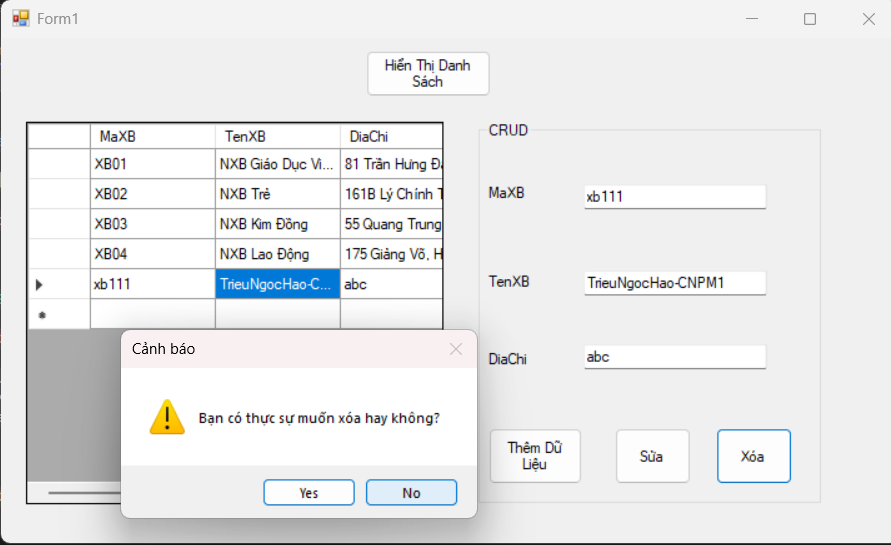 Form1
Hiển Thị Danh
Sách
MaXB TenXB DiaChi
XB01 NXB Giáo Dục Vi... 81 Trần Hưng Đạ
XB02 NXB Trẻ 161B Lý Chính T
XB03 NXB Kim Đồng 55 Quang Trung
XB04 NXB Lao Động 175 Giảng Võ, H
xb111 TrieuNgocHao-C... abc
CRUD
MaXB xb111
TenXB TrieuNgocHao-CNPM1
DiaChi abc
Thêm Dữ
Liệu
Sửa
Xóa
Cảnh báo
Bạn có thực sự muốn xóa hay không?
Yes No